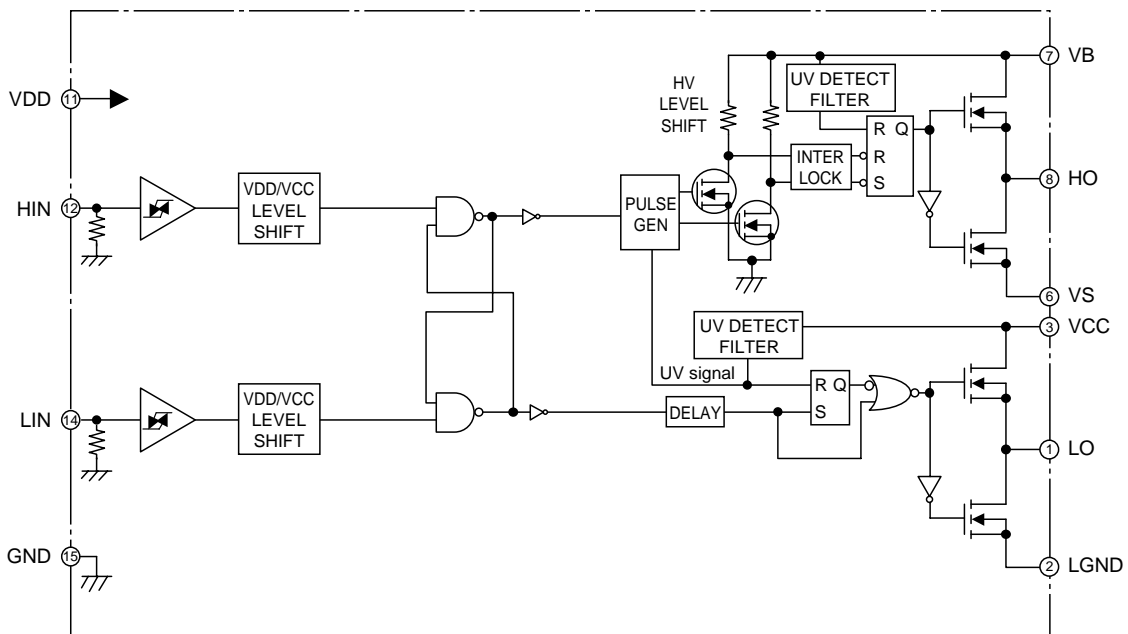 VDD 11
HIN 12
VDD/VCC
LEVEL
SHIFT
LIN 14
VDD/VCC
LEVEL
SHIFT
GND 15
PULSE
GEN
HV
LEVEL
SHIFT
UV DETECT
FILTER
INTER
LOCK
R Q
R
S
7 VB
8 HO
6 VS
3 VCC
UV DETECT
FILTER
UV signal
DELAY
R Q
S
1 LO
2 LGND